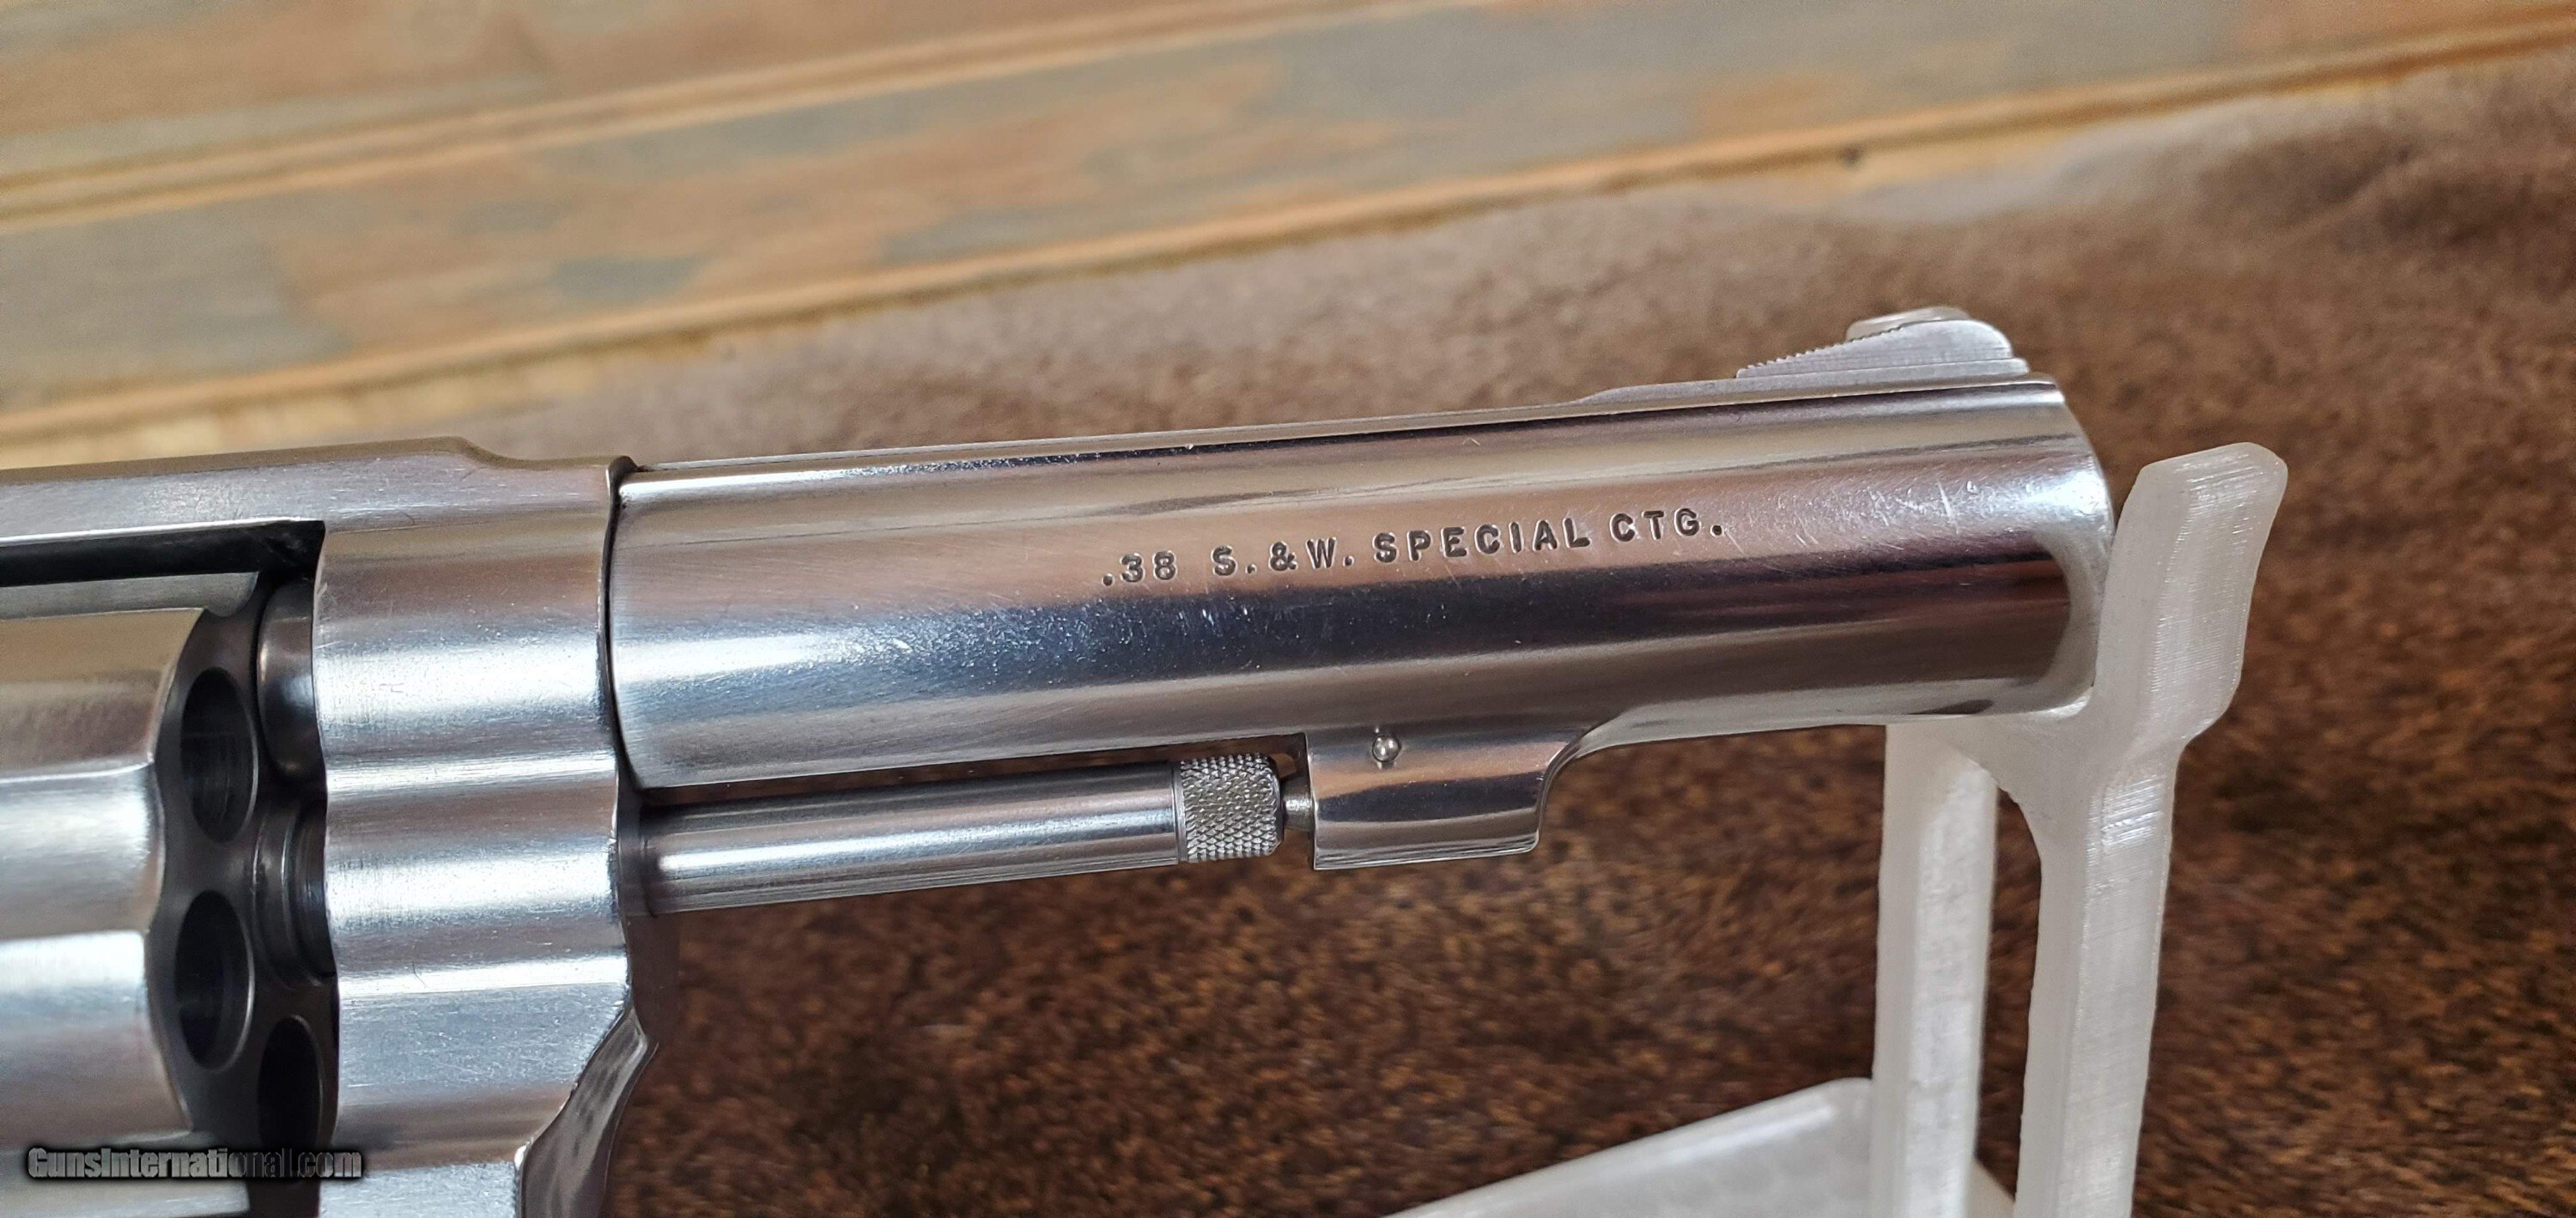 .38 S.&W. SPECIAL CTG.
GunsInternational.com